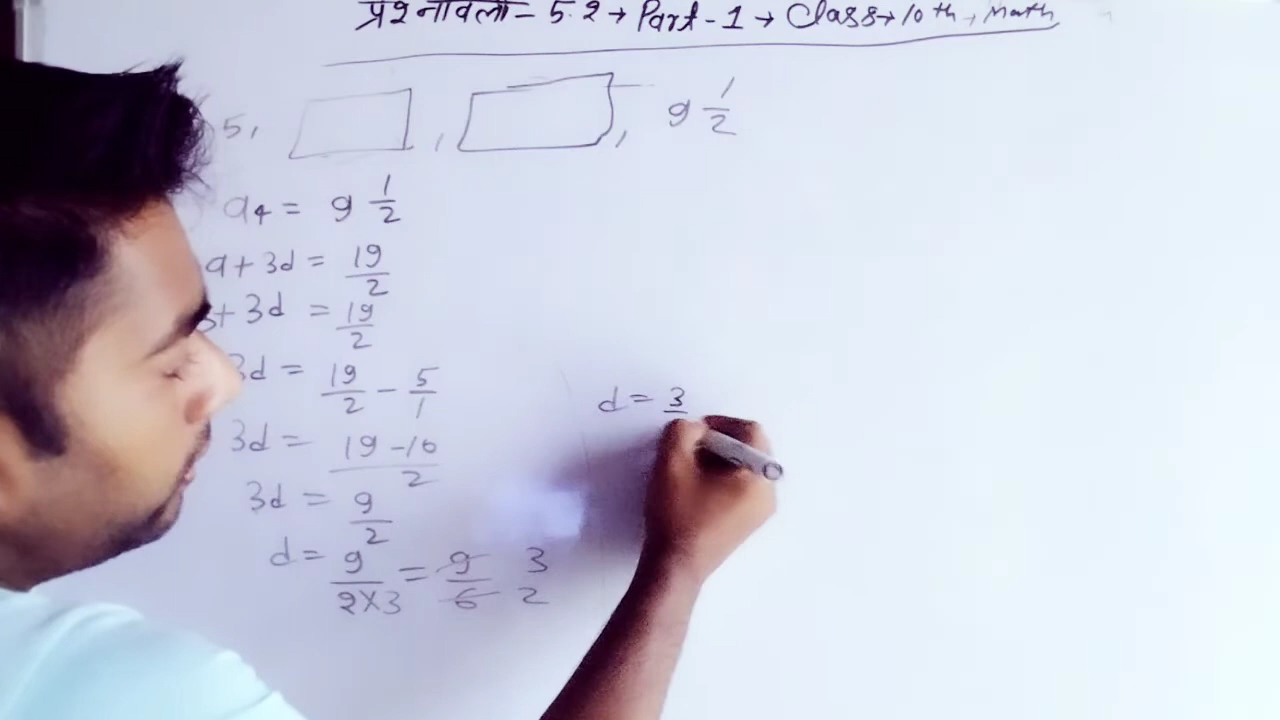 प्रश्नावली - 5.2 → Part - 1 → Class → 10 th, Math
5, , , 9 1/2
a4 = 9 1/2
a + 3d = 19/2
+ 3d = 19/2
3d = 19/2 - 5/1
3d = 19 - 10/2
3d = 9/2
d = 9/2×3 = 9/6 3/2
d = 3